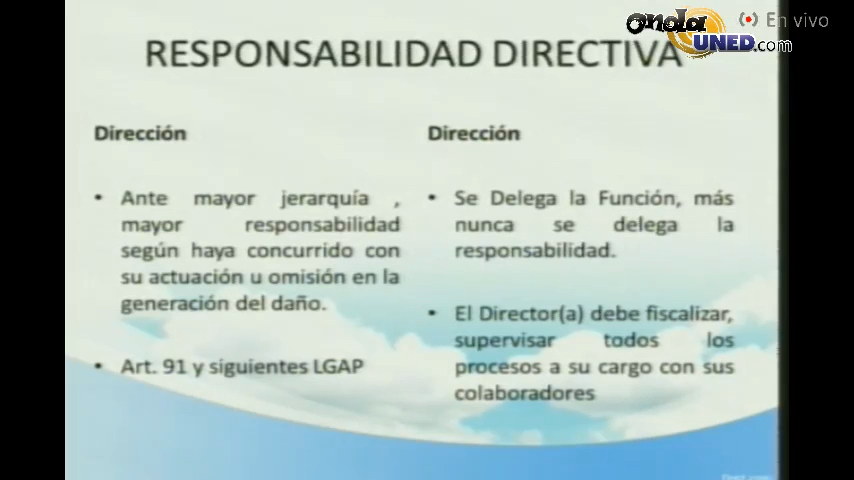 onda
UNED.com
En vivo
RESPONSABILIDAD DIRECTIVA
Dirección
• Ante mayor jerarquía ,
mayor responsabilidad
según haya concurrido con
su actuación u omisión en la
generación del daño.
• Art. 91 y siguientes LGAP
Dirección
• Se Delega la Función, más
nunca se delega la
responsabilidad.
• El Director(a) debe fiscalizar,
supervisar todos los
procesos a su cargo con sus
colaboradores